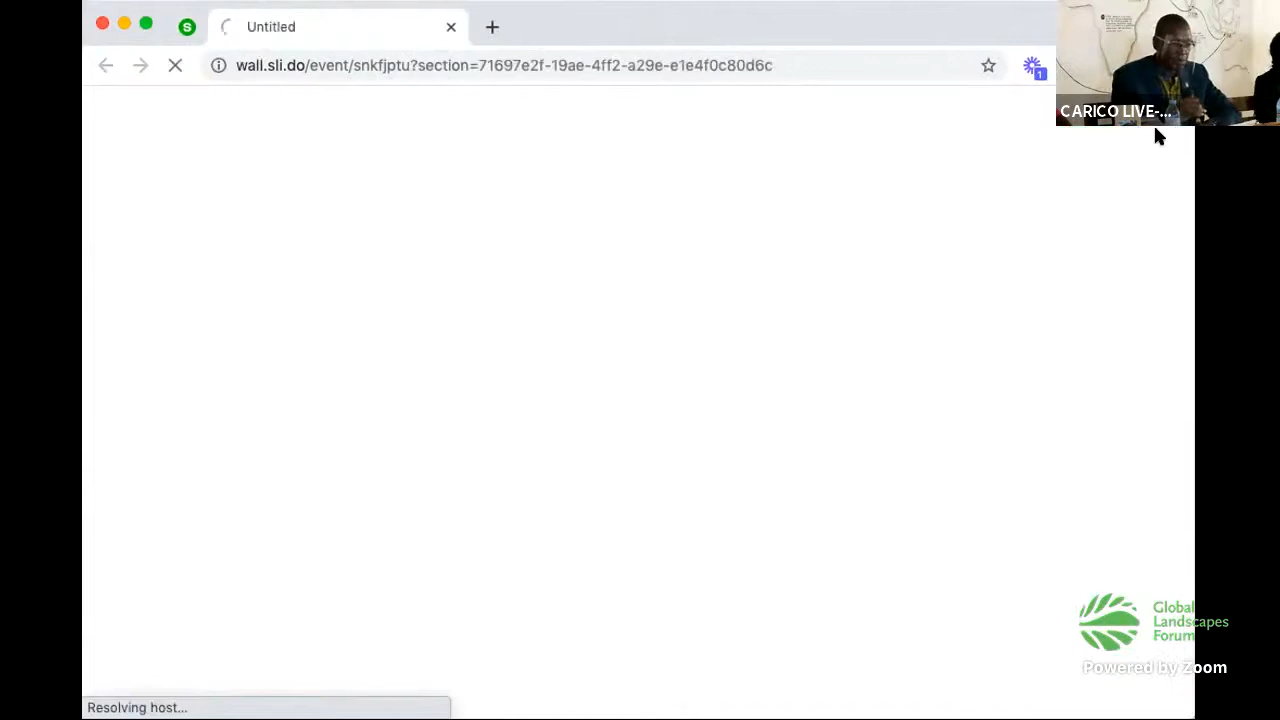 Untitled
wall.sli.do/event/snkfjptu?section=71697e2f-19ae-4ff2-a29e-e1e4f0c80d6c
1
CARICO LIVE-...
Global
Landscapes
Forum
Powered by Zoom
Resolving host...